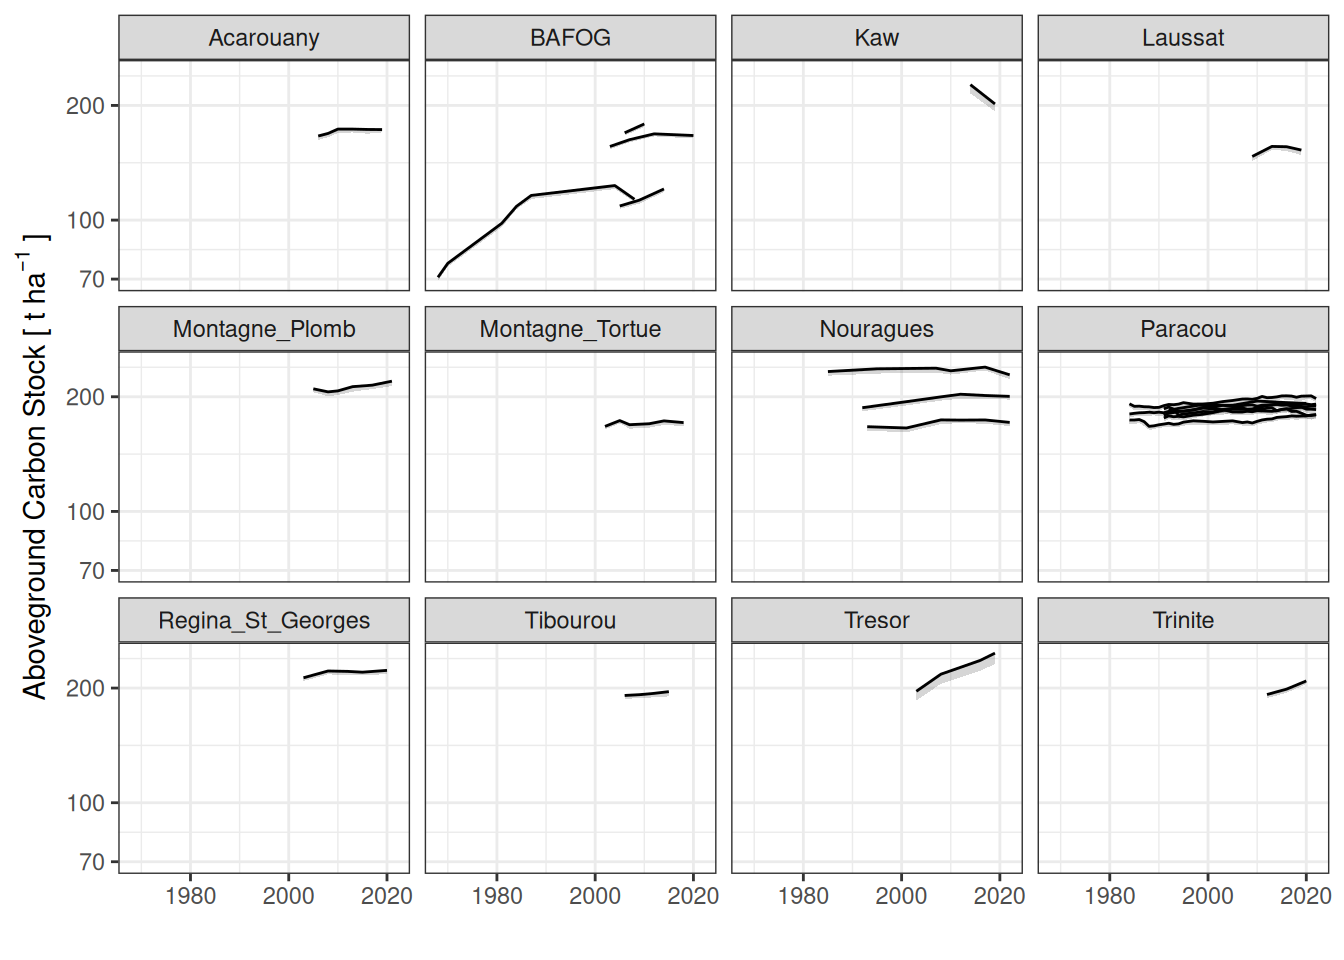 Acarouany BAFOG Kaw Laussat
200
100
70
Montagne_Plomb Montagne_Tortue Nouragues Paracou
200
100
70
Regina_St_Georges Tibourou Tresor Trinite
200
100
70
1980 2000 2020 1980 2000 2020 1980 2000 2020 1980 2000 2020
Aboveground Carbon Stock [ t ha⁻¹ ]